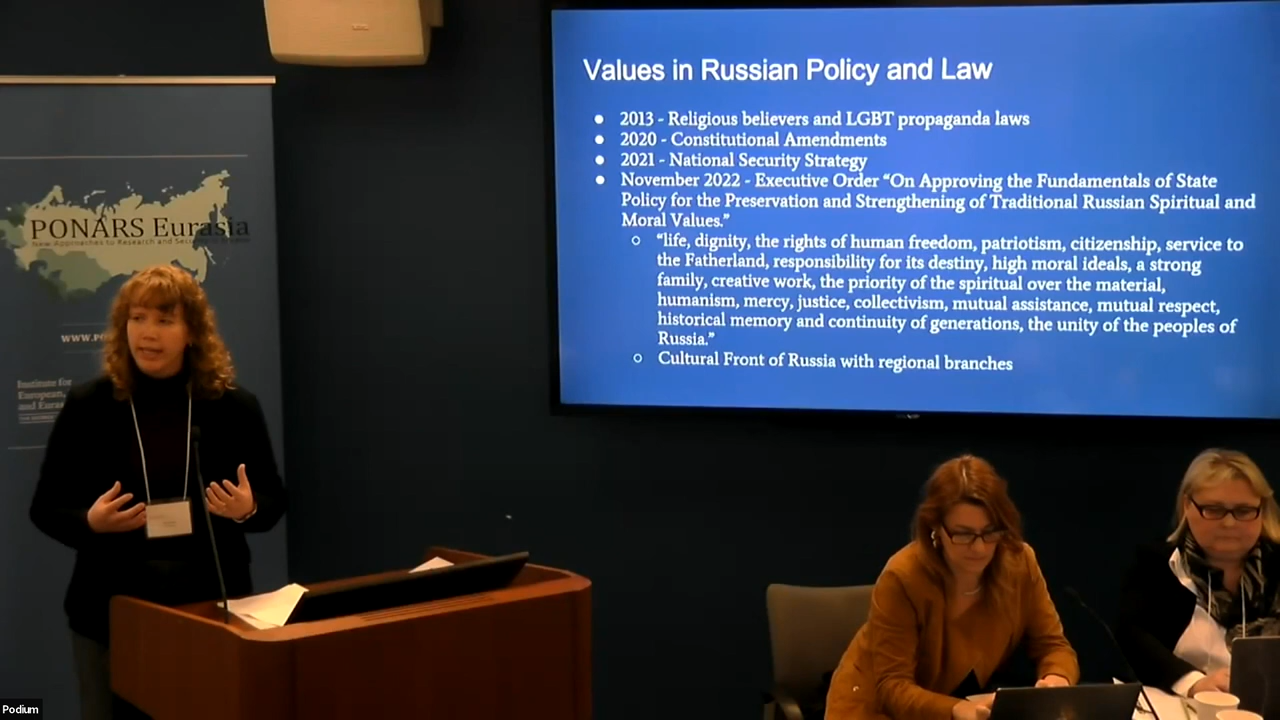 Values in Russian Policy and Law
● 2013 - Religious believers and LGBT propaganda laws
● 2020 - Constitutional Amendments
● 2021 - National Security Strategy
● November 2022 - Executive Order “On Approving the Fundamentals of State
Policy for the Preservation and Strengthening of Traditional Russian Spiritual and
Moral Values.”
○ “life, dignity, the rights of human freedom, patriotism, citizenship, service to
the Fatherland, responsibility for its destiny, high moral ideals, a strong
family, creative work, the priority of the spiritual over the material,
humanism, mercy, justice, collectivism, mutual assistance, mutual respect,
historical memory and continuity of generations, the unity of the peoples of
Russia.”
○ Cultural Front of Russia with regional branches
PONARS Eurasia
New Approaches to Research and
WWW.PO
Institute for
European,
and Euras
Podium